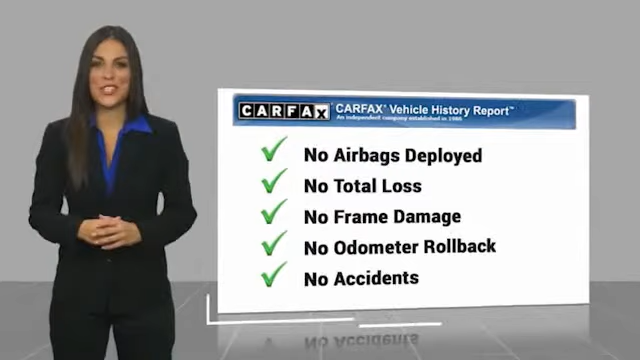 CARFAX CARFAX Vehicle History Report™
An independent company established in 1986
No Airbags Deployed
No Total Loss
No Frame Damage
No Odometer Rollback
No Accidents